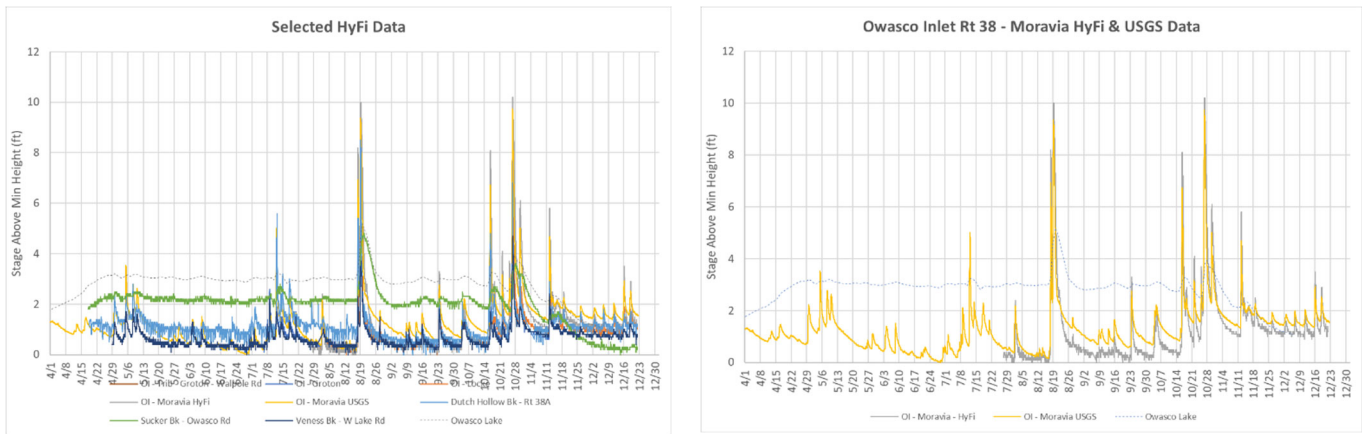 Selected HyFi Data
Stage Above Min Height (ft)
12
10
8
6
4
2
0
4/1 4/8 4/15 4/22 4/29 5/6 5/13 5/20 5/27 6/3 6/10 6/17 6/24 7/1 7/8 7/15 7/22 7/29 8/5 8/12 8/19 8/26 9/2 9/9 9/16 9/23 9/30 10/7 10/14 10/21 10/28 11/4 11/11 11/18 11/25 12/2 12/9 12/16 12/23 12/30
OI - Trib - Groton - Walpole Rd OI - Groton
OI - Moravia HyFi OI - Moravia USGS Dutch Hollow Bk - Rt 38A
Sucker Bk - Owasco Rd Veness Bk - W Lake Rd Owasco Lake
Owasco Inlet Rt 38 - Moravia HyFi & USGS Data
Stage Above Min Height (ft)
12
10
8
6
4
2
0
4/1 4/8 4/15 4/22 4/29 5/6 5/13 5/20 5/27 6/3 6/10 6/17 6/24 7/1 7/8 7/15 7/22 7/29 8/5 8/12 8/19 8/26 9/2 9/9 9/16 9/23 9/30 10/7 10/14 10/21 10/28 11/4 11/11 11/18 11/25 12/2 12/9 12/16 12/23 12/30
OI - Moravia - HyFi OI - Moravia USGS Owasco Lake